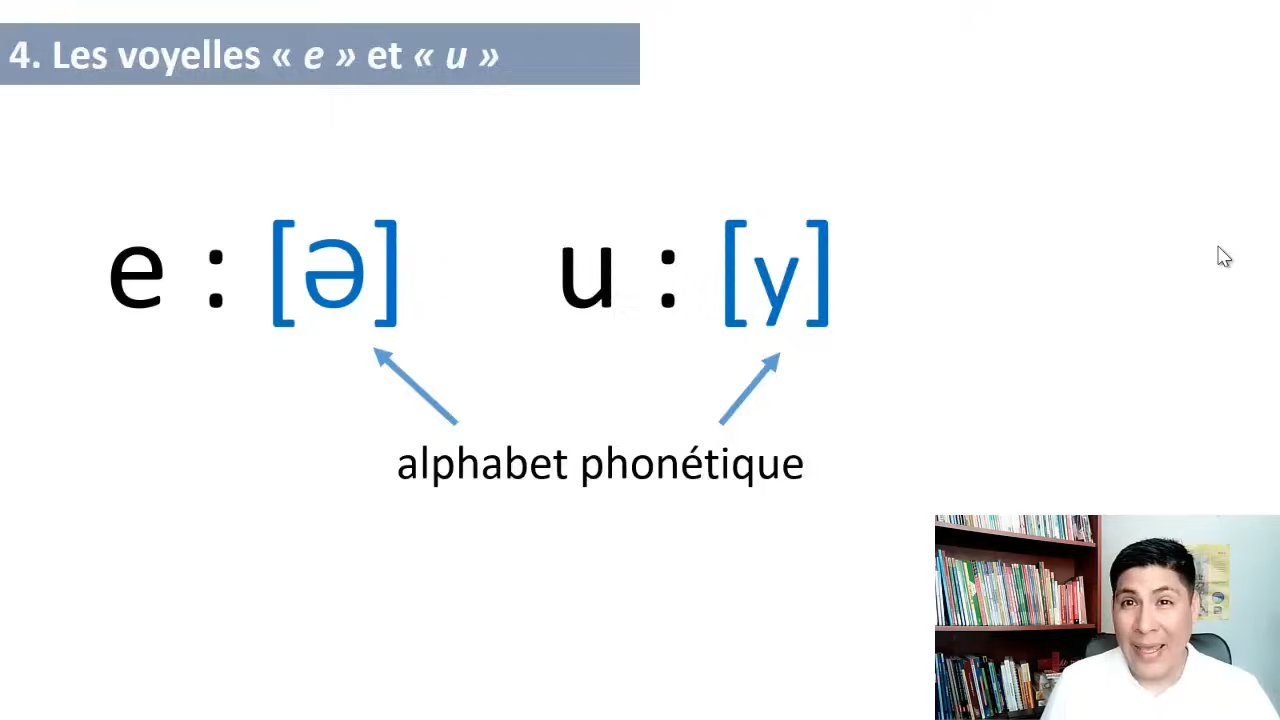 4. Les voyelles « e » et « u »
e : [ə] u : [y]
alphabet phonétique